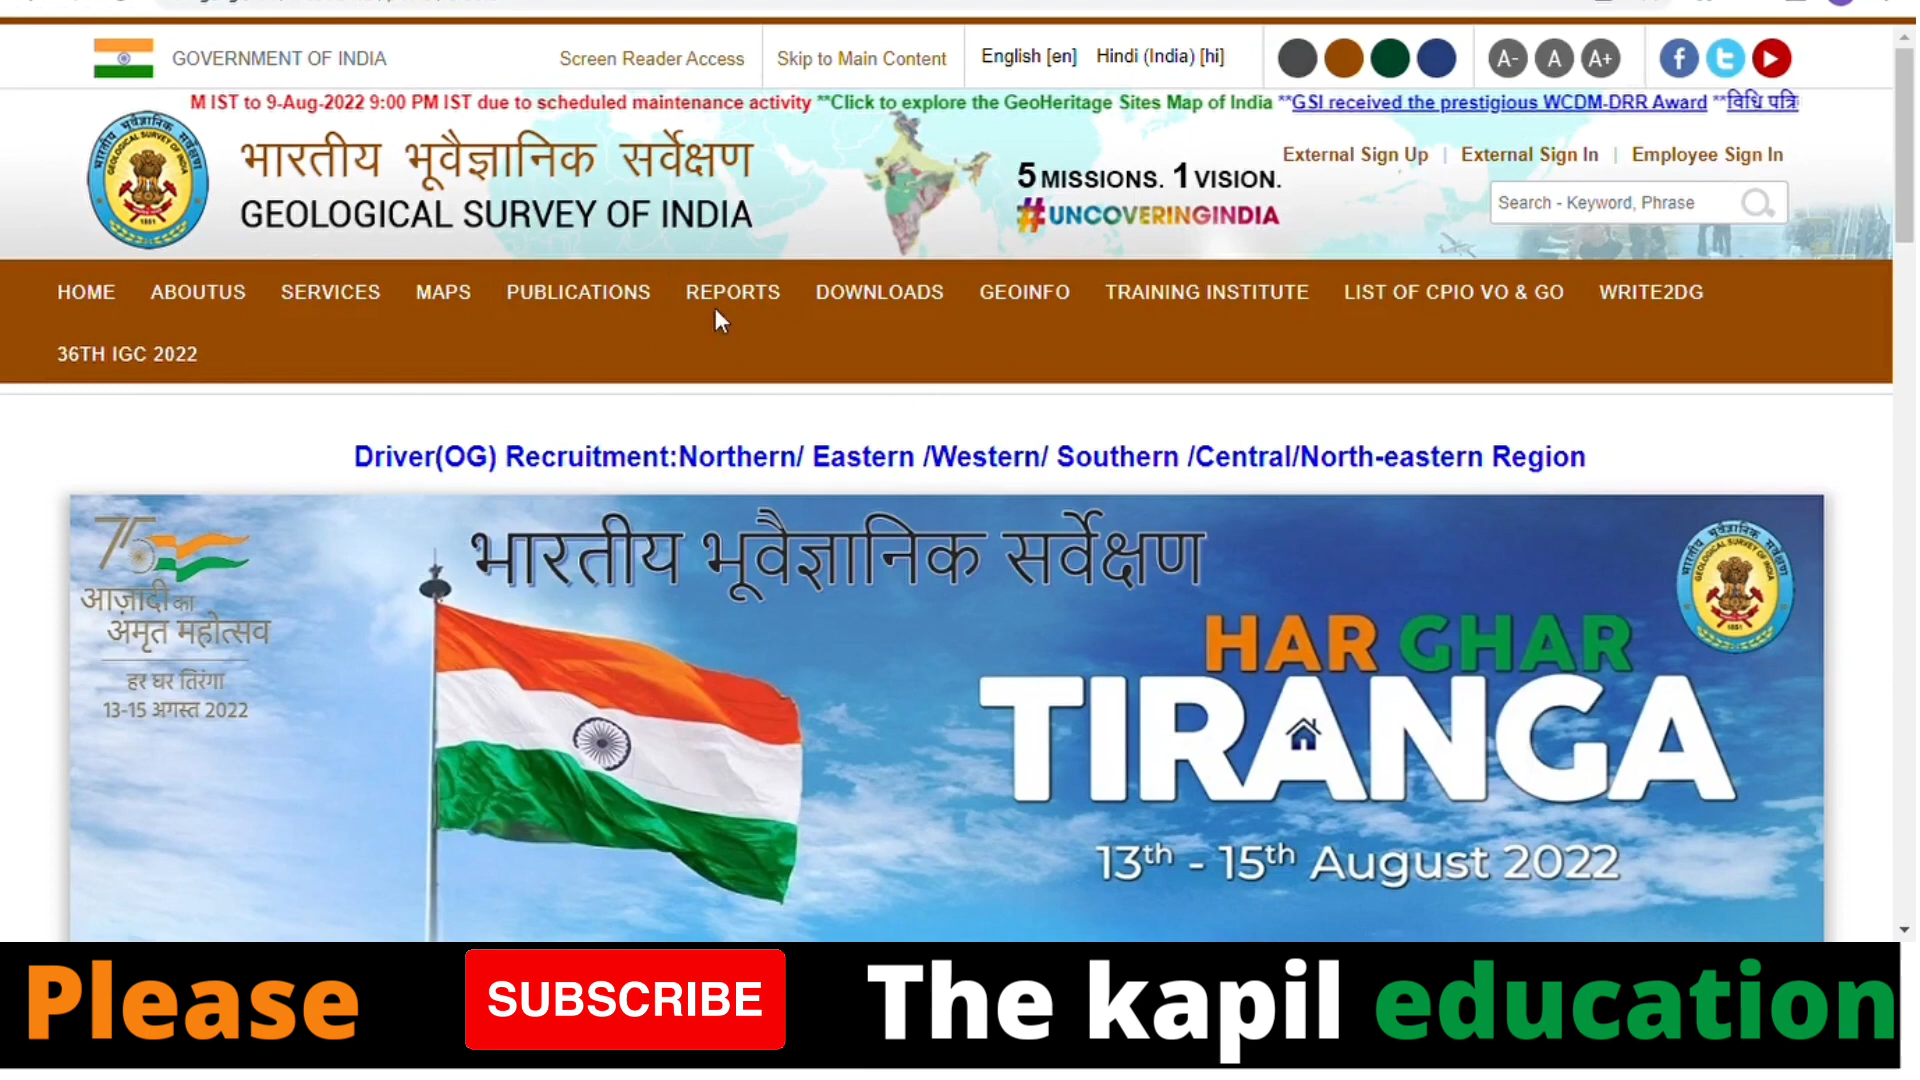 GOVERNMENT OF INDIA Screen Reader Access Skip to Main Content English [en] Hindi (India) [hi] A- A A+
M IST to 9-Aug-2022 9:00 PM IST due to scheduled maintenance activity **Click to explore the GeoHeritage Sites Map of India **GSI received the prestigious WCDM-DRR Award **विधि पत्रि
भारतीय भूवैज्ञानिक सर्वेक्षण
GEOLOGICAL SURVEY OF INDIA
5 MISSIONS. 1 VISION.
#UNCOVERINGINDIA
External Sign Up | External Sign In | Employee Sign In
Search - Keyword, Phrase
HOME ABOUTUS SERVICES MAPS PUBLICATIONS REPORTS DOWNLOADS GEOINFO TRAINING INSTITUTE LIST OF CPIO VO & GO WRITE2DG
36TH IGC 2022
Driver(OG) Recruitment:Northern/ Eastern /Western/ Southern /Central/North-eastern Region
भारतीय भूवैज्ञानिक सर्वेक्षण
75
आज़ादी का
अमृत महोत्सव
हर घर तिरंगा
13-15 अगस्त 2022
HAR GHAR
TIRANGA
13th - 15th August 2022
Please SUBSCRIBE The kapil education